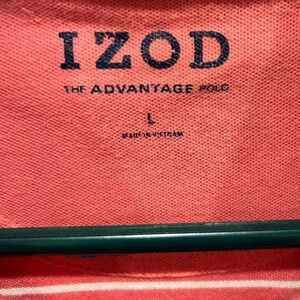 IZOD
THE ADVANTAGE POLO
L
MADE IN VIETNAM